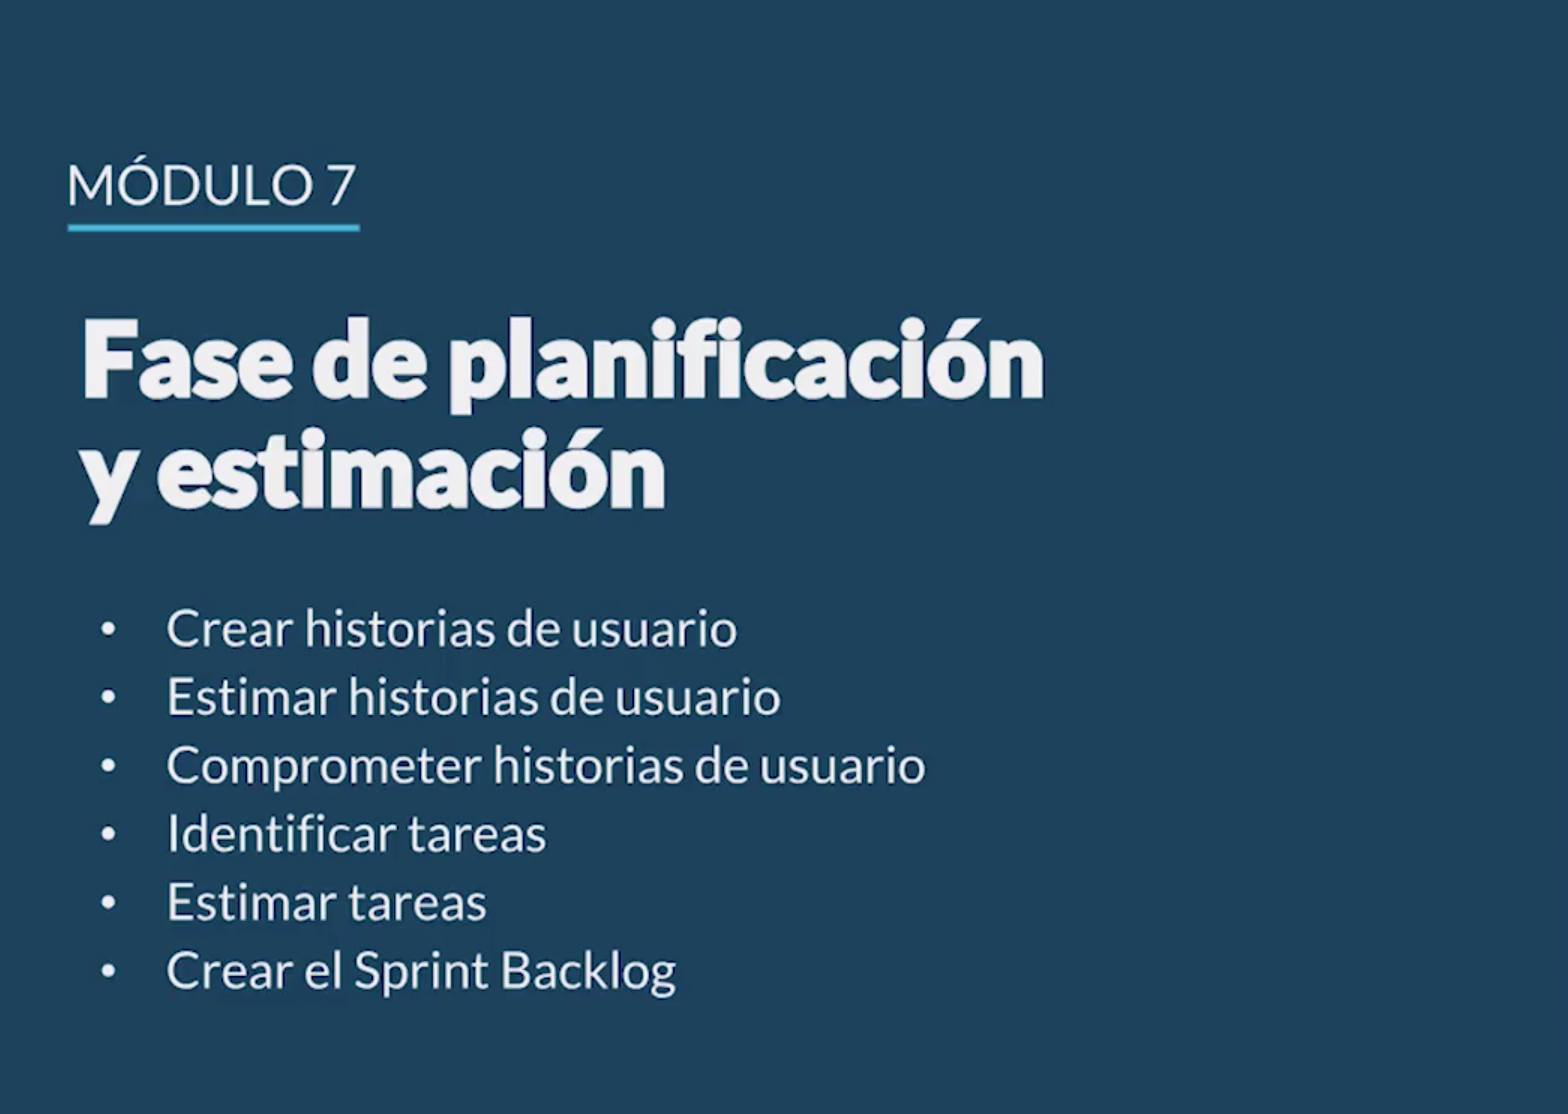 MÓDULO 7
Fase de planificación
y estimación
• Crear historias de usuario
• Estimar historias de usuario
• Comprometer historias de usuario
• Identificar tareas
• Estimar tareas
• Crear el Sprint Backlog